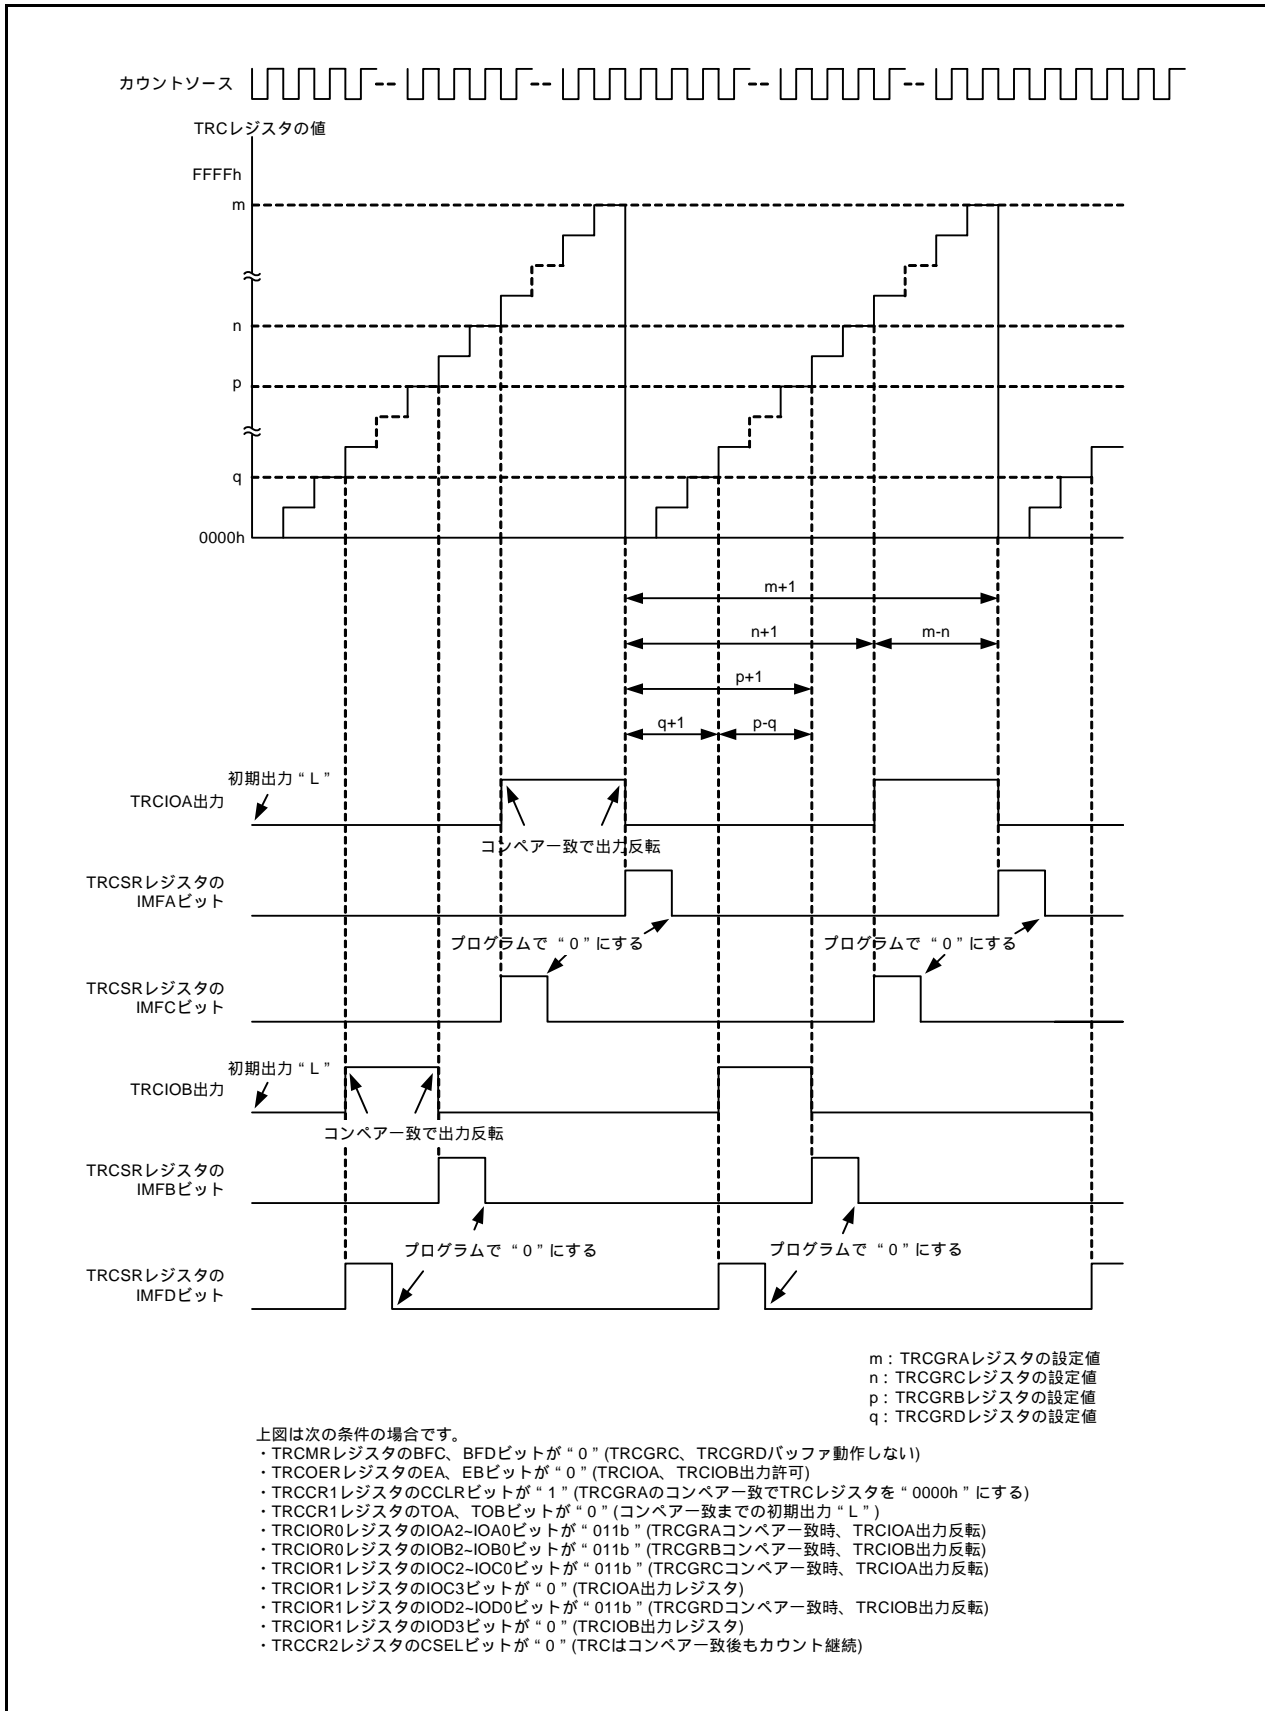 カウントソース
TRCレジスタの値
FFFFh
m
n
p
q
0000h
m+1
n+1
m-n
p+1
q+1
p-q
初期出力“L”
TRCIOA出力
コンペア一致で出力反転
TRCSRレジスタの
IMFAビット
プログラムで“0”にする
プログラムで“0”にする
TRCSRレジスタの
IMFCビット
初期出力“L”
TRCIOB出力
コンペア一致で出力反転
TRCSRレジスタの
IMFBビット
プログラムで“0”にする
プログラムで“0”にする
TRCSRレジスタの
IMFDビット
m:TRCGRAレジスタの設定値
n:TRCGRCレジスタの設定値
p:TRCGRBレジスタの設定値
q:TRCGRDレジスタの設定値
上図は次の条件の場合です。
・TRCMRレジスタのBFC、BFDビットが“0”(TRCGRC、TRCGRDバッファ動作しない)
・TRCOERレジスタのEA、EBビットが“0”(TRCIOA、TRCIOB出力許可)
・TRCCR1レジスタのCCLRビットが“1”(TRCGRAのコンペア一致でTRCレジスタを“0000h”にする)
・TRCCR1レジスタのTOA、TOBビットが“0”(コンペア一致までの初期出力“L”)
・TRCIOR0レジスタのIOA2~IOA0ビットが“011b”(TRCGRAコンペア一致時、TRCIOA出力反転)
・TRCIOR0レジスタのIOB2~IOB0ビットが“011b”(TRCGRBコンペア一致時、TRCIOB出力反転)
・TRCIOR1レジスタのIOC2~IOC0ビットが“011b”(TRCGRCコンペア一致時、TRCIOA出力反転)
・TRCIOR1レジスタのIOC3ビットが“0”(TRCIOA出力レジスタ)
・TRCIOR1レジスタのIOD2~IOD0ビットが“011b”(TRCGRDコンペア一致時、TRCIOB出力反転)
・TRCIOR1レジスタのIOD3ビットが“0”(TRCIOB出力レジスタ)
・TRCCR2レジスタのCSELビットが“0”(TRCはコンペア一致後もカウント継続)